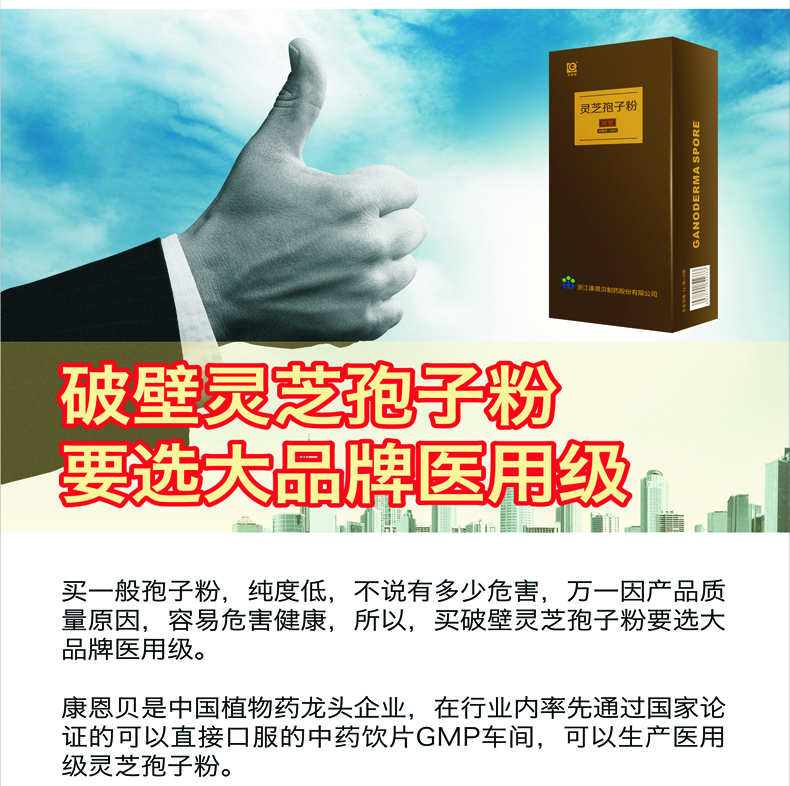 灵芝孢子粉
GANODERMA SPORE
浙江康恩贝制药股份有限公司
破壁灵芝孢子粉
要选大品牌医用级
买一般孢子粉，纯度低，不说有多少危害，万一因产品质
量原因，容易危害健康，所以，买破壁灵芝孢子粉要选大
品牌医用级。
康恩贝是中国植物药龙头企业，在行业内率先通过国家论
证的可以直接口服的中药饮片GMP车间，可以生产医用
级灵芝孢子粉。